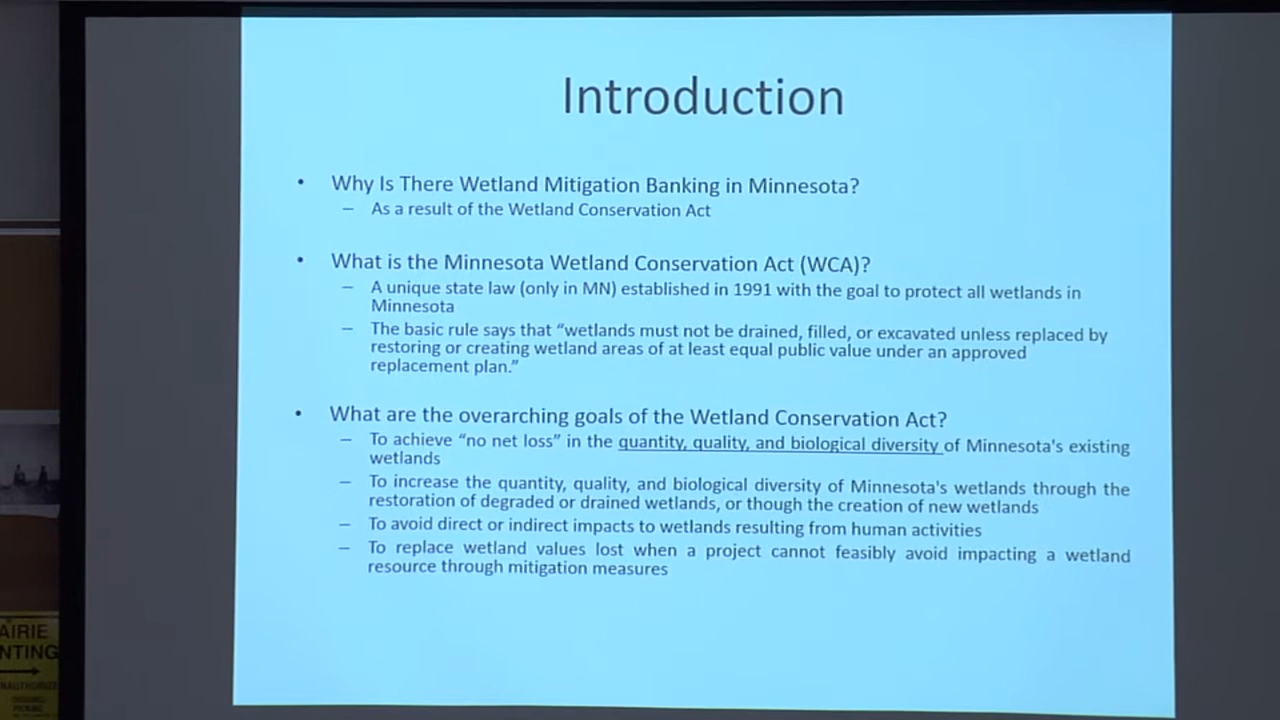 Introduction
• Why Is There Wetland Mitigation Banking in Minnesota?
– As a result of the Wetland Conservation Act
• What is the Minnesota Wetland Conservation Act (WCA)?
– A unique state law (only in MN) established in 1991 with the goal to protect all wetlands in
Minnesota
– The basic rule says that “wetlands must not be drained, filled, or excavated unless replaced by
restoring or creating wetland areas of at least equal public value under an approved
replacement plan.”
• What are the overarching goals of the Wetland Conservation Act?
– To achieve “no net loss” in the quantity, quality, and biological diversity of Minnesota's existing
wetlands
– To increase the quantity, quality, and biological diversity of Minnesota's wetlands through the
restoration of degraded or drained wetlands, or though the creation of new wetlands
– To avoid direct or indirect impacts to wetlands resulting from human activities
– To replace wetland values lost when a project cannot feasibly avoid impacting a wetland
resource through mitigation measures
AIRIE
NTING